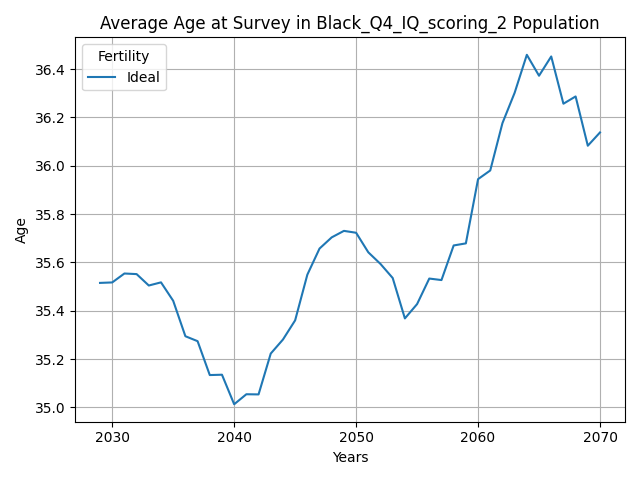 Average Age at Survey in Black_Q4_IQ_scoring_2 Population
Fertility
Ideal
36.4
36.2
36.0
35.8
35.6
35.4
35.2
35.0
Age
2030 2040 2050 2060 2070
Years